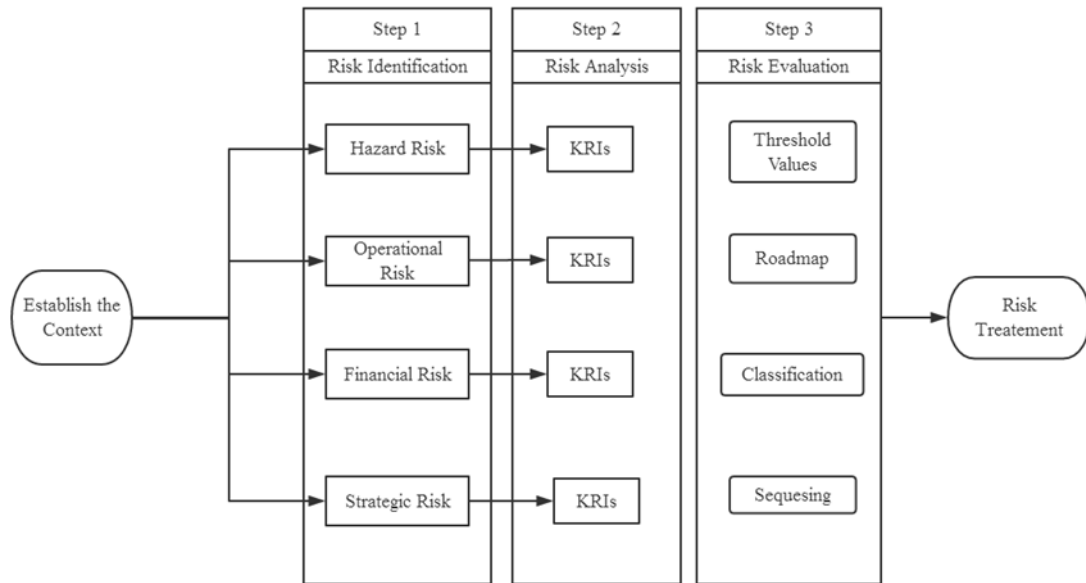 Step 1
Risk Identification
Hazard Risk
Operational
Risk
Financial Risk
Strategic Risk
Step 2
Risk Analysis
KRIs
KRIs
KRIs
KRIs
Step 3
Risk Evaluation
Threshold
Values
Roadmap
Classification
Sequesing
Establish the
Context
Risk
Treatement